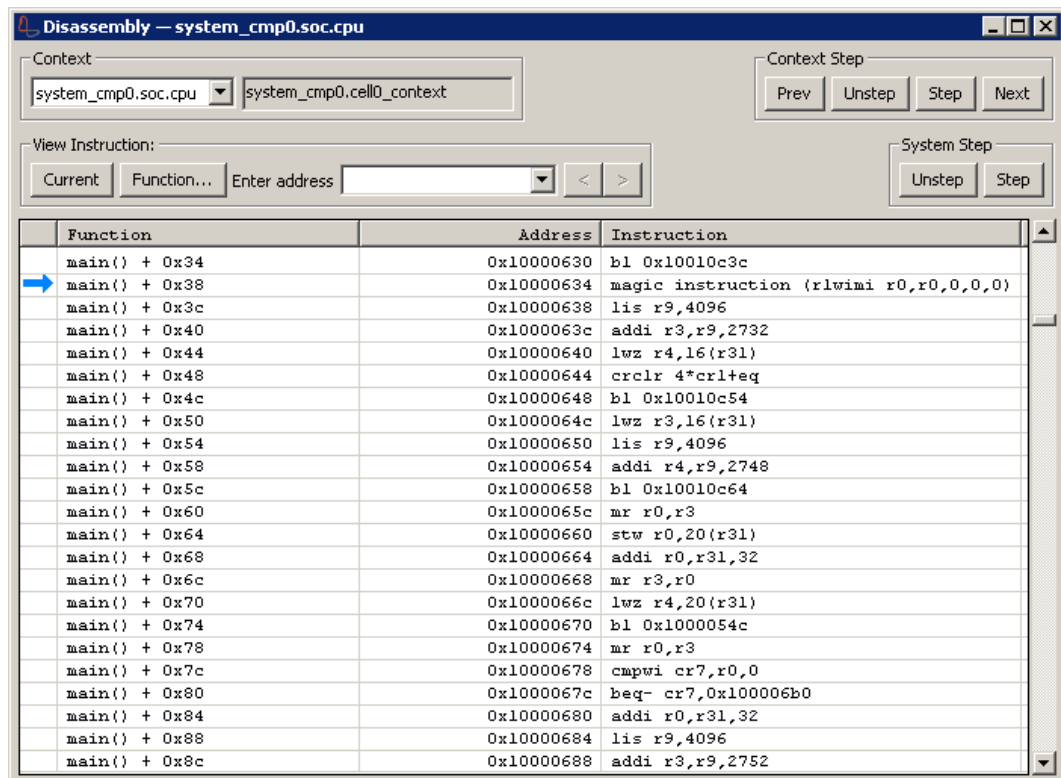 Disassembly — system_cmp0.soc.cpu
Context
Context Step
system_cmp0.soc.cpu system_cmp0.cell0_context
Prev Unstep Step Next
View Instruction:
System Step
Current Function... Enter address < > Unstep Step
Function Address Instruction
main() + 0x34 0x10000630 bl 0x10010c3c
main() + 0x38 0x10000634 magic instruction (rlwimi r0,r0,0,0,0)
main() + 0x3c 0x10000638 lis r9,4096
main() + 0x40 0x1000063c addi r3,r9,2732
main() + 0x44 0x10000640 lwz r4,16(r31)
main() + 0x48 0x10000644 crclr 4*cr1+eq
main() + 0x4c 0x10000648 bl 0x10010c54
main() + 0x50 0x1000064c lwz r3,16(r31)
main() + 0x54 0x10000650 lis r9,4096
main() + 0x58 0x10000654 addi r4,r9,2748
main() + 0x5c 0x10000658 bl 0x10010c64
main() + 0x60 0x1000065c mr r0,r3
main() + 0x64 0x10000660 stw r0,20(r31)
main() + 0x68 0x10000664 addi r0,r31,32
main() + 0x6c 0x10000668 mr r3,r0
main() + 0x70 0x1000066c lwz r4,20(r31)
main() + 0x74 0x10000670 bl 0x1000054c
main() + 0x78 0x10000674 mr r0,r3
main() + 0x7c 0x10000678 cmpwi cr7,r0,0
main() + 0x80 0x1000067c beq- cr7,0x100006b0
main() + 0x84 0x10000680 addi r0,r31,32
main() + 0x88 0x10000684 lis r9,4096
main() + 0x8c 0x10000688 addi r3,r9,2752